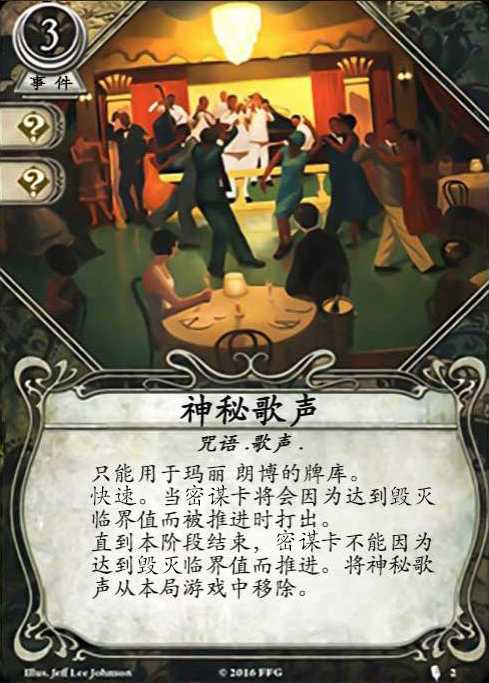 3
事件
?
?
神秘歌声
咒语.歌声.
只能用于玛丽 朗博的牌库。
快速。当密谋卡将会因为达到毁灭
临界值而被推进时打出。
直到本阶段结束，密谋卡不能因为
达到毁灭临界值而推进。将神秘歌
声从本局游戏中移除。
Illus. Jeff Lee Johnson
© 2016 FFG
2